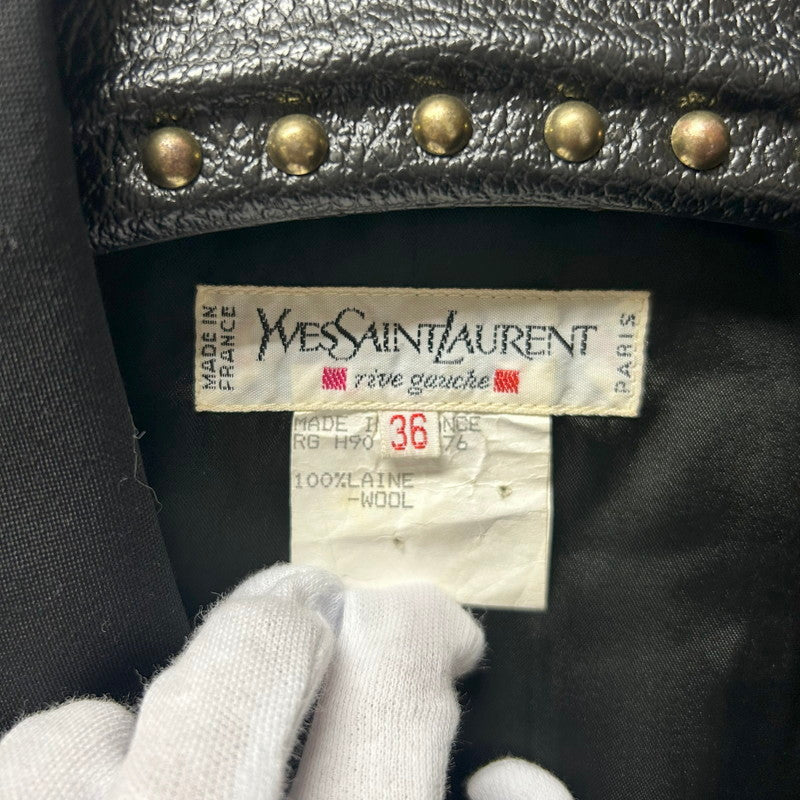 MADE IN
FRANCE
YVES SAINT LAURENT
rive gauche
PARIS
MADE I 36 NCE
RG H90 76
100%LAINE
-WOOL